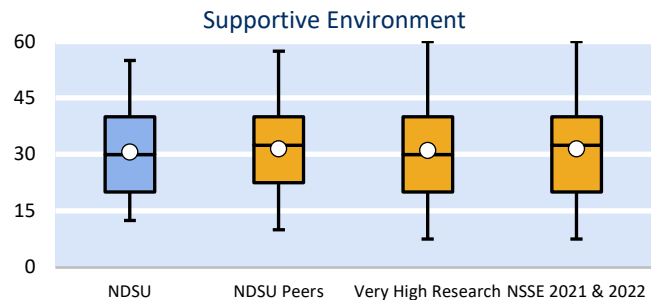 Supportive Environment
60
45
30
15
0
NDSU NDSU Peers Very High Research NSSE 2021 & 2022